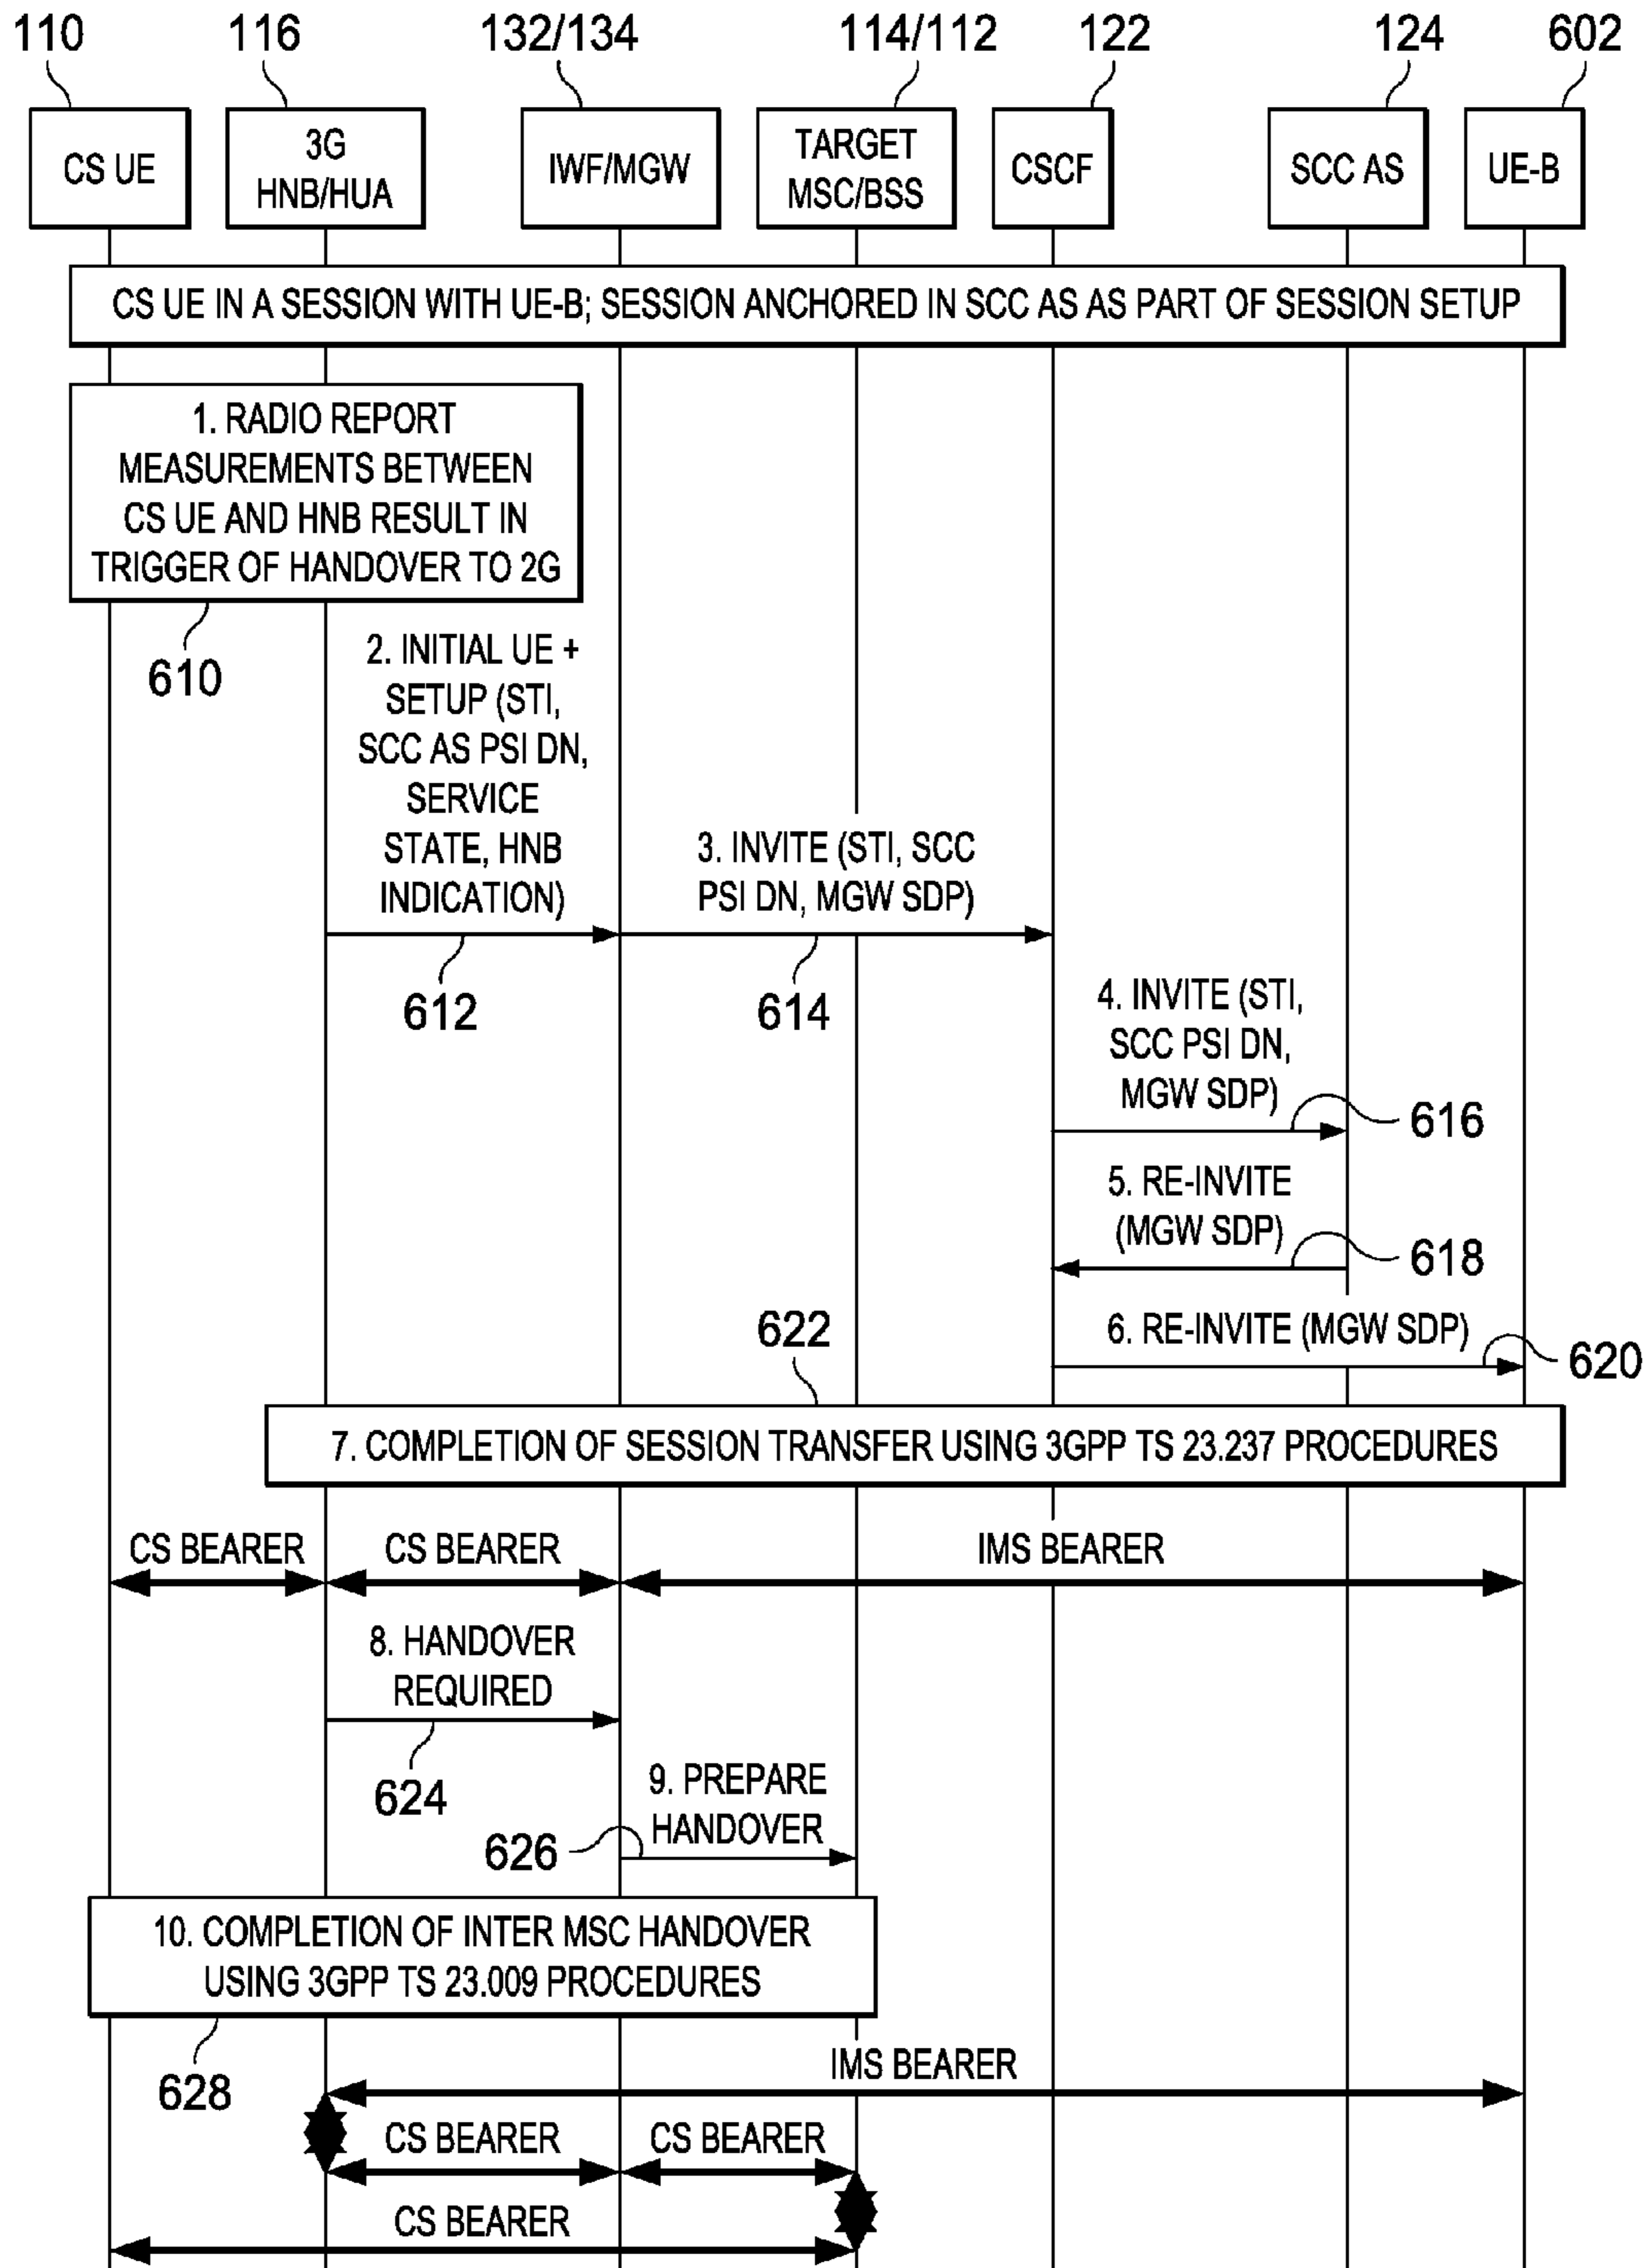 110 116 132/134 114/112 122 124 602
CS UE
3G
HNB/HUA
IWF/MGW
TARGET
MSC/BSS
CSCF
SCC AS
UE-B
CS UE IN A SESSION WITH UE-B; SESSION ANCHORED IN SCC AS AS PART OF SESSION SETUP
1. RADIO REPORT
MEASUREMENTS BETWEEN
CS UE AND HNB RESULT IN
TRIGGER OF HANDOVER TO 2G
610
2. INITIAL UE +
SETUP (STI,
SCC AS PSI DN,
SERVICE
STATE, HNB
INDICATION)
612
3. INVITE (STI, SCC
PSI DN, MGW SDP)
614
4. INVITE (STI,
SCC PSI DN,
MGW SDP)
616
5. RE-INVITE
(MGW SDP)
618
6. RE-INVITE (MGW SDP)
620
622
7. COMPLETION OF SESSION TRANSFER USING 3GPP TS 23.237 PROCEDURES
CS BEARER
CS BEARER
IMS BEARER
8. HANDOVER
REQUIRED
624
9. PREPARE
HANDOVER
626
10. COMPLETION OF INTER MSC HANDOVER
USING 3GPP TS 23.009 PROCEDURES
628
IMS BEARER
CS BEARER
CS BEARER
CS BEARER